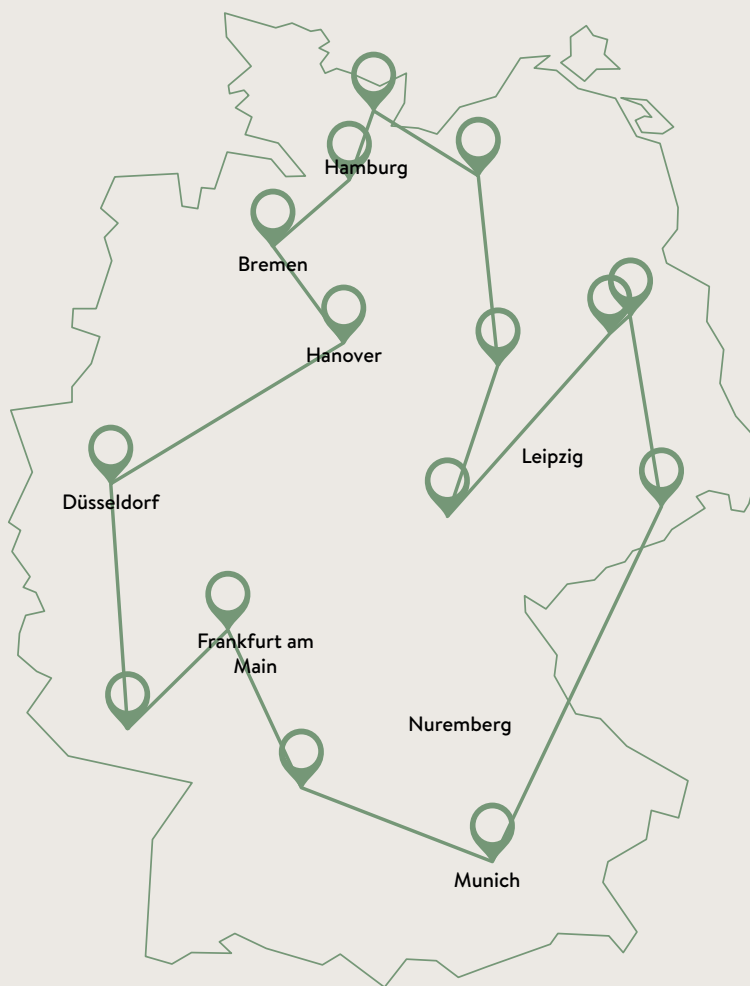 Hamburg
Bremen
Hanover
Leipzig
Düsseldorf
Frankfurt am
Main
Nuremberg
Munich